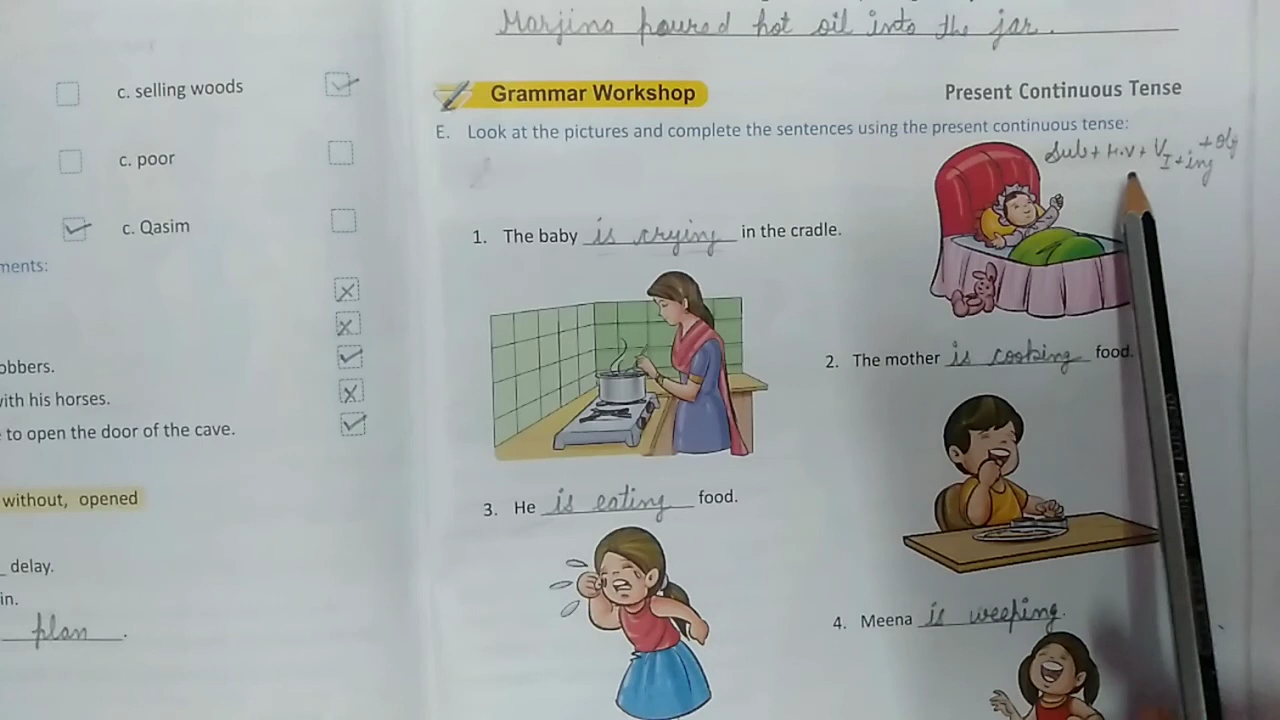 Marjina poured hot oil into the jar.
c. selling woods
c. poor
c. Qasim
ments:
obbers.
with his horses.
to open the door of the cave.
without, opened
delay.
in.
plan.
Grammar Workshop
Present Continuous Tense
E. Look at the pictures and complete the sentences using the present continuous tense:
Sub + H.V + V I + ing + obj
1. The baby is crying in the cradle.
2. The mother is cooking food.
3. He is eating food.
4. Meena is weeping.